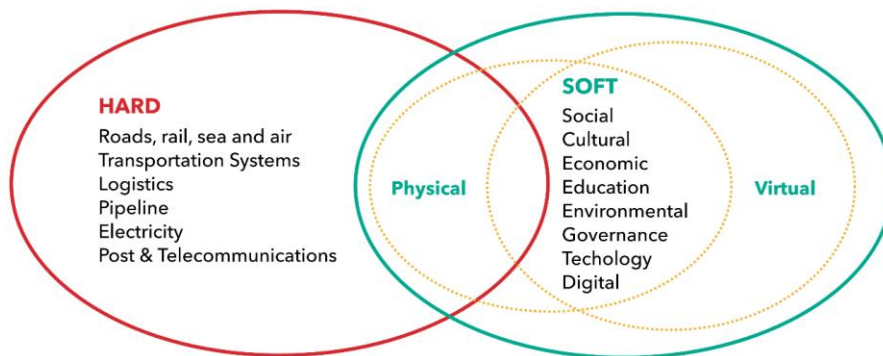 HARD
Roads, rail, sea and air
Transportation Systems
Logistics
Pipeline
Electricity
Post & Telecommunications
Physical
SOFT
Social
Cultural
Economic
Education
Environmental
Governance
Techology
Digital
Virtual